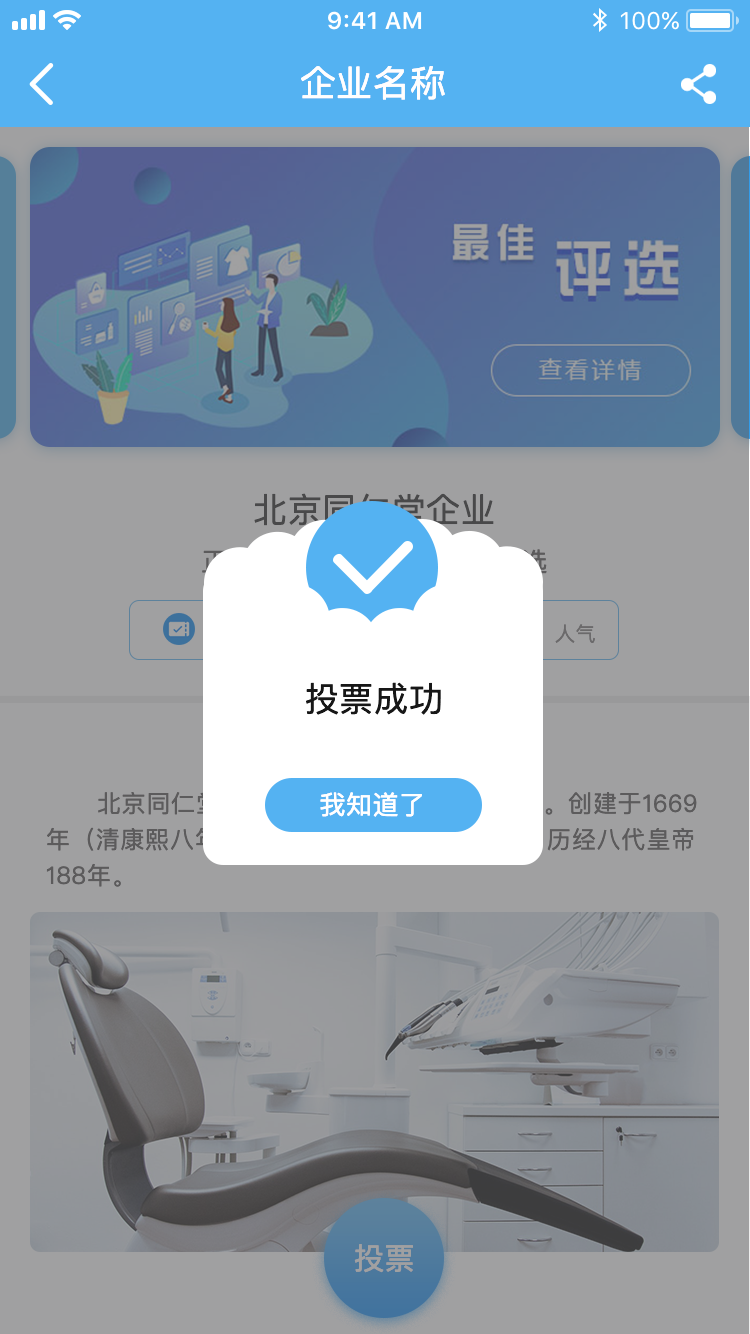 9:41 AM
100%
企业名称
最佳
评选
查看详情
北京同仁堂企业
选
人气
投票成功
我知道了
北京同仁堂
。创建于1669
年（清康熙八年
历经八代皇帝
188年。
投票